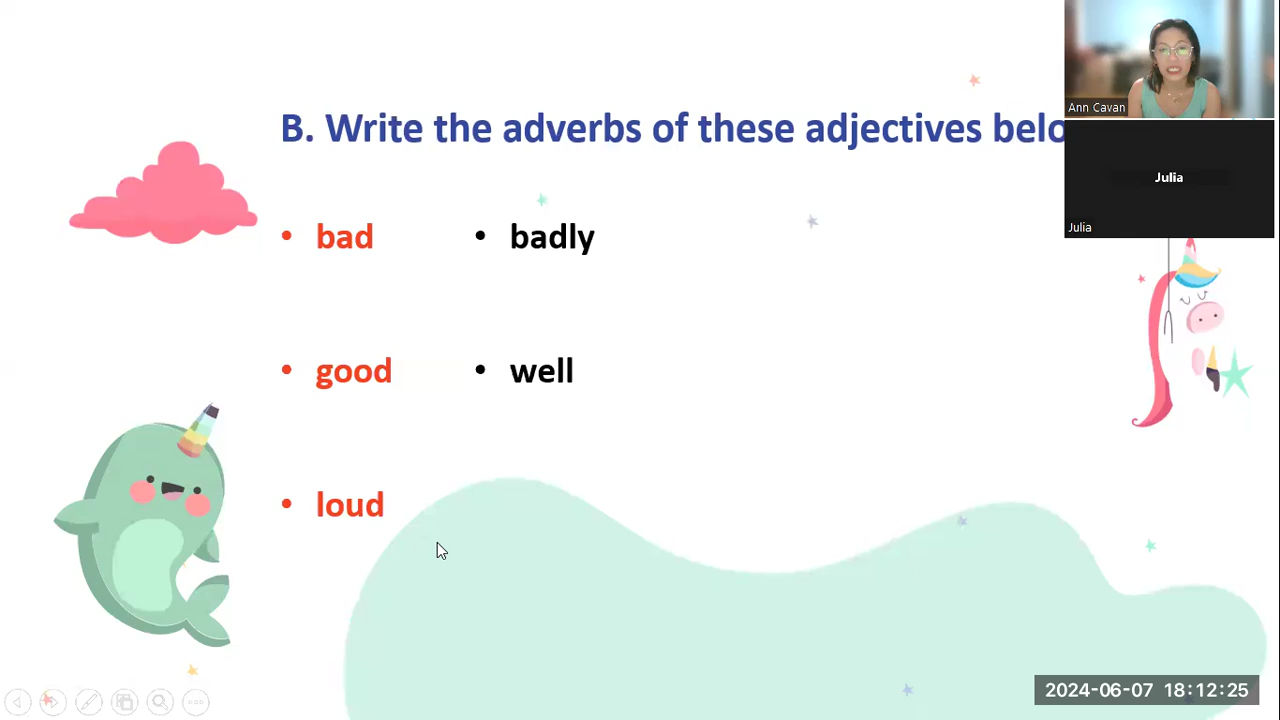 Ann Cavan
B. Write the adverbs of these adjectives belo
Julia
Julia
• bad • badly
• good • well
• loud
2024-06-07 18:12:25